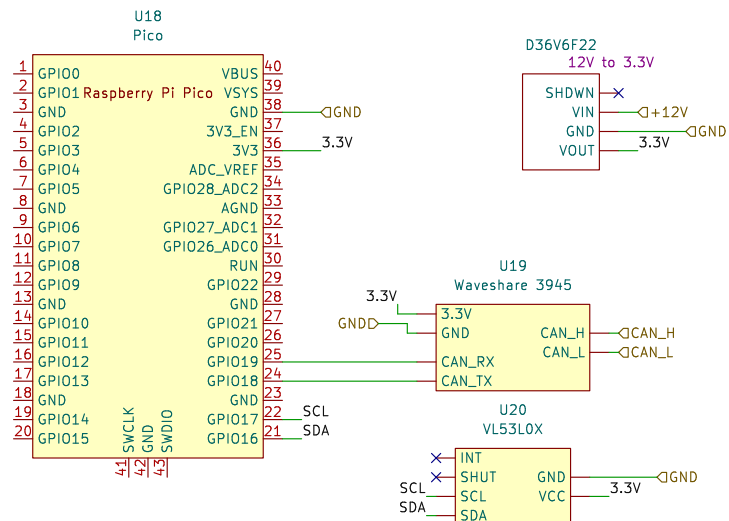 U18
Pico
1 GPIO0 VBUS 40
2 GPIO1 Raspberry Pi Pico VSYS 39
3 GND GND 38 GND
4 GPIO2 3V3_EN 37
5 GPIO3 3V3 36 3.3V
6 GPIO4 ADC_VREF 35
7 GPIO5 GPIO28_ADC2 34
8 GND AGND 33
9 GPIO6 GPIO27_ADC1 32
10 GPIO7 GPIO26_ADC0 31
11 GPIO8 RUN 30
12 GPIO9 GPIO22 29
13 GND GND 28
14 GPIO10 GPIO21 27
15 GPIO11 GPIO20 26
16 GPIO12 GPIO19 25
17 GPIO13 GPIO18 24
18 GND GND 23
19 GPIO14 GPIO17 22 SCL
20 GPIO15 GPIO16 21 SDA
SWCLK GND SWDIO
41 42 43
D36V6F22
12V to 3.3V
SHDWN
VIN +12V
GND GND
VOUT 3.3V
U19
Waveshare 3945
3.3V 3.3V
GND GND CAN_H CAN_H
CAN_L CAN_L
CAN_RX
CAN_TX
U20
VL53L0X
INT
SHUT GND GND
SCL SCL VCC 3.3V
SDA SDA